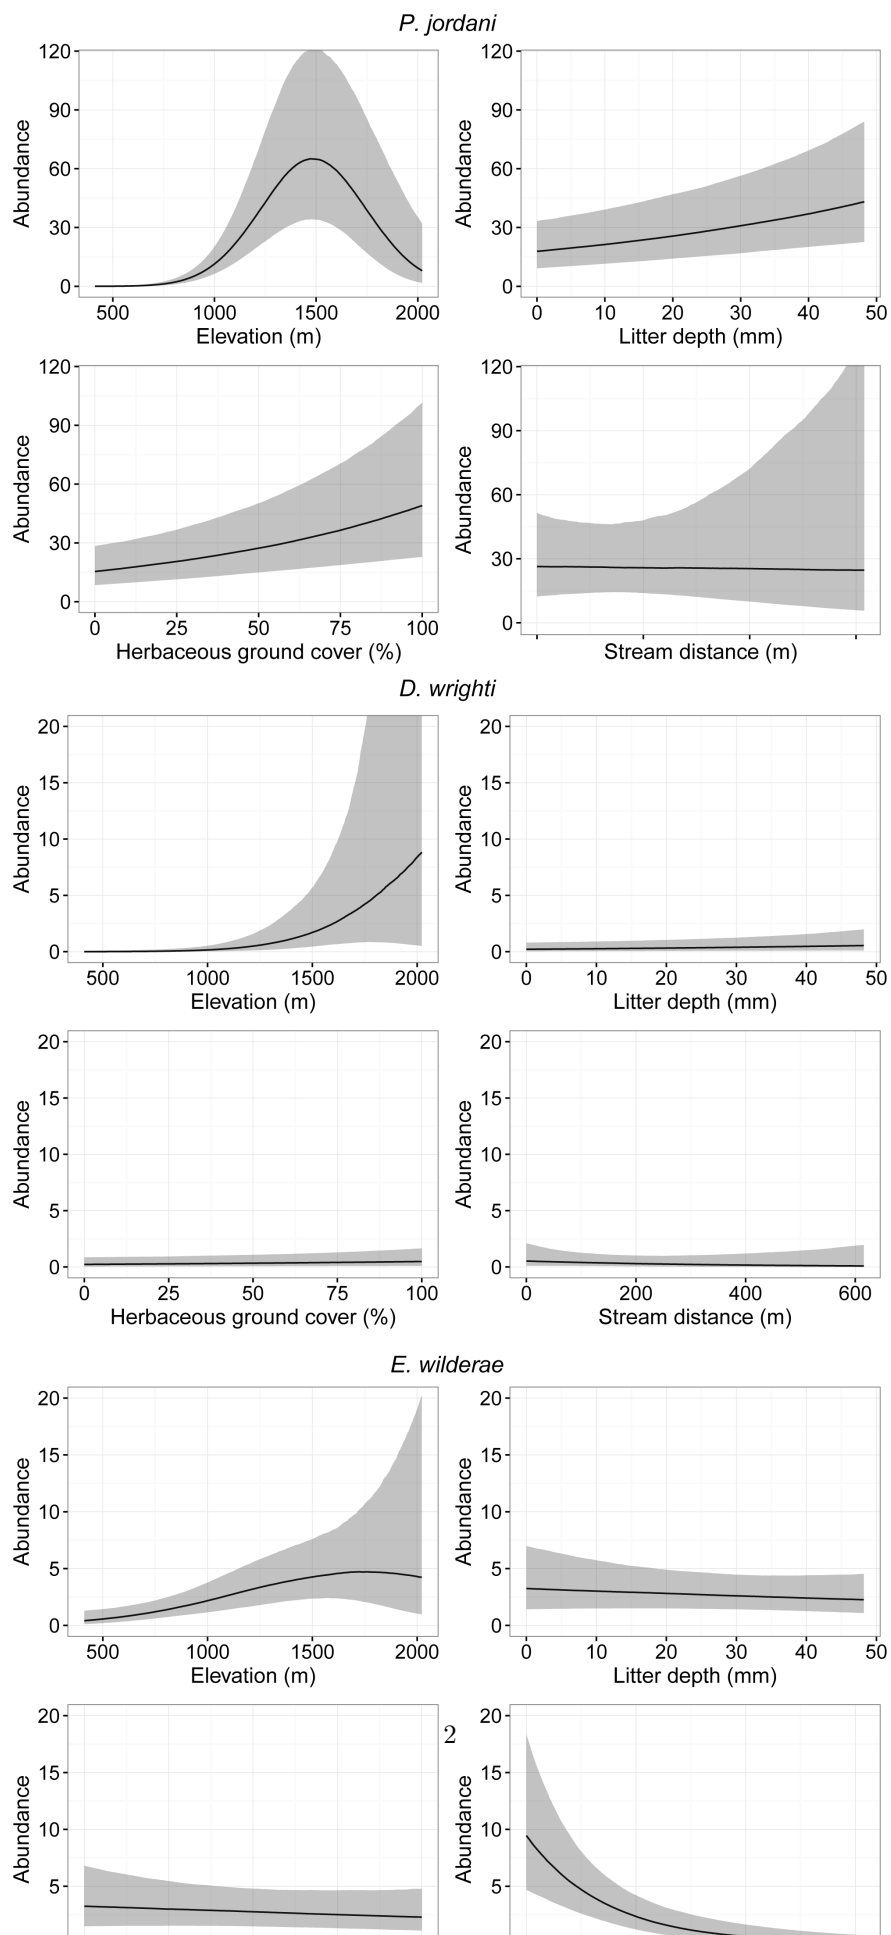 P. jordani
120
90
60
30
0
Abundance
500 1000 1500 2000
Elevation (m)
120
90
60
30
0
Abundance
0 10 20 30 40 50
Litter depth (mm)
120
90
60
30
0
Abundance
0 25 50 75 100
Herbaceous ground cover (%)
120
90
60
30
0
Abundance
Stream distance (m)
D. wrighti
20
15
10
5
0
Abundance
500 1000 1500 2000
Elevation (m)
20
15
10
5
0
Abundance
0 10 20 30 40 50
Litter depth (mm)
20
15
10
5
0
Abundance
0 25 50 75 100
Herbaceous ground cover (%)
20
15
10
5
0
Abundance
0 200 400 600
Stream distance (m)
E. wilderae
20
15
10
5
0
Abundance
500 1000 1500 2000
Elevation (m)
20
15
10
5
0
Abundance
0 10 20 30 40 50
Litter depth (mm)
20
15
10
5
Abundance
2
20
15
10
5
Abundance